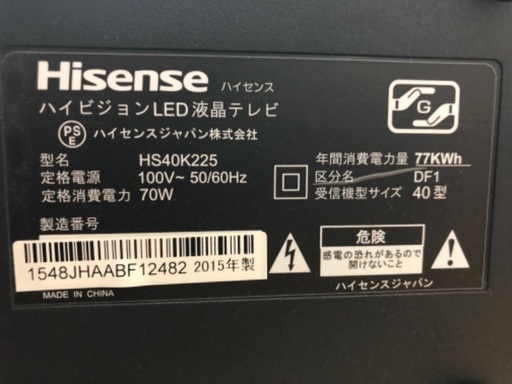 Hisense ハイセンス
ハイビジョンLED液晶テレビ
PS
E
ハイセンスジャパン株式会社
G
型名 HS40K225
定格電源 100V~ 50/60Hz
定格消費電力 70W
年間消費電力量 77KWh
区分名 DF1
受信機型サイズ 40型
製造番号
1548JHAABF12482 2015年製
MADE IN CHINA
危険
感電の恐れがあるので
開けないこと
ハイセンスジャパン